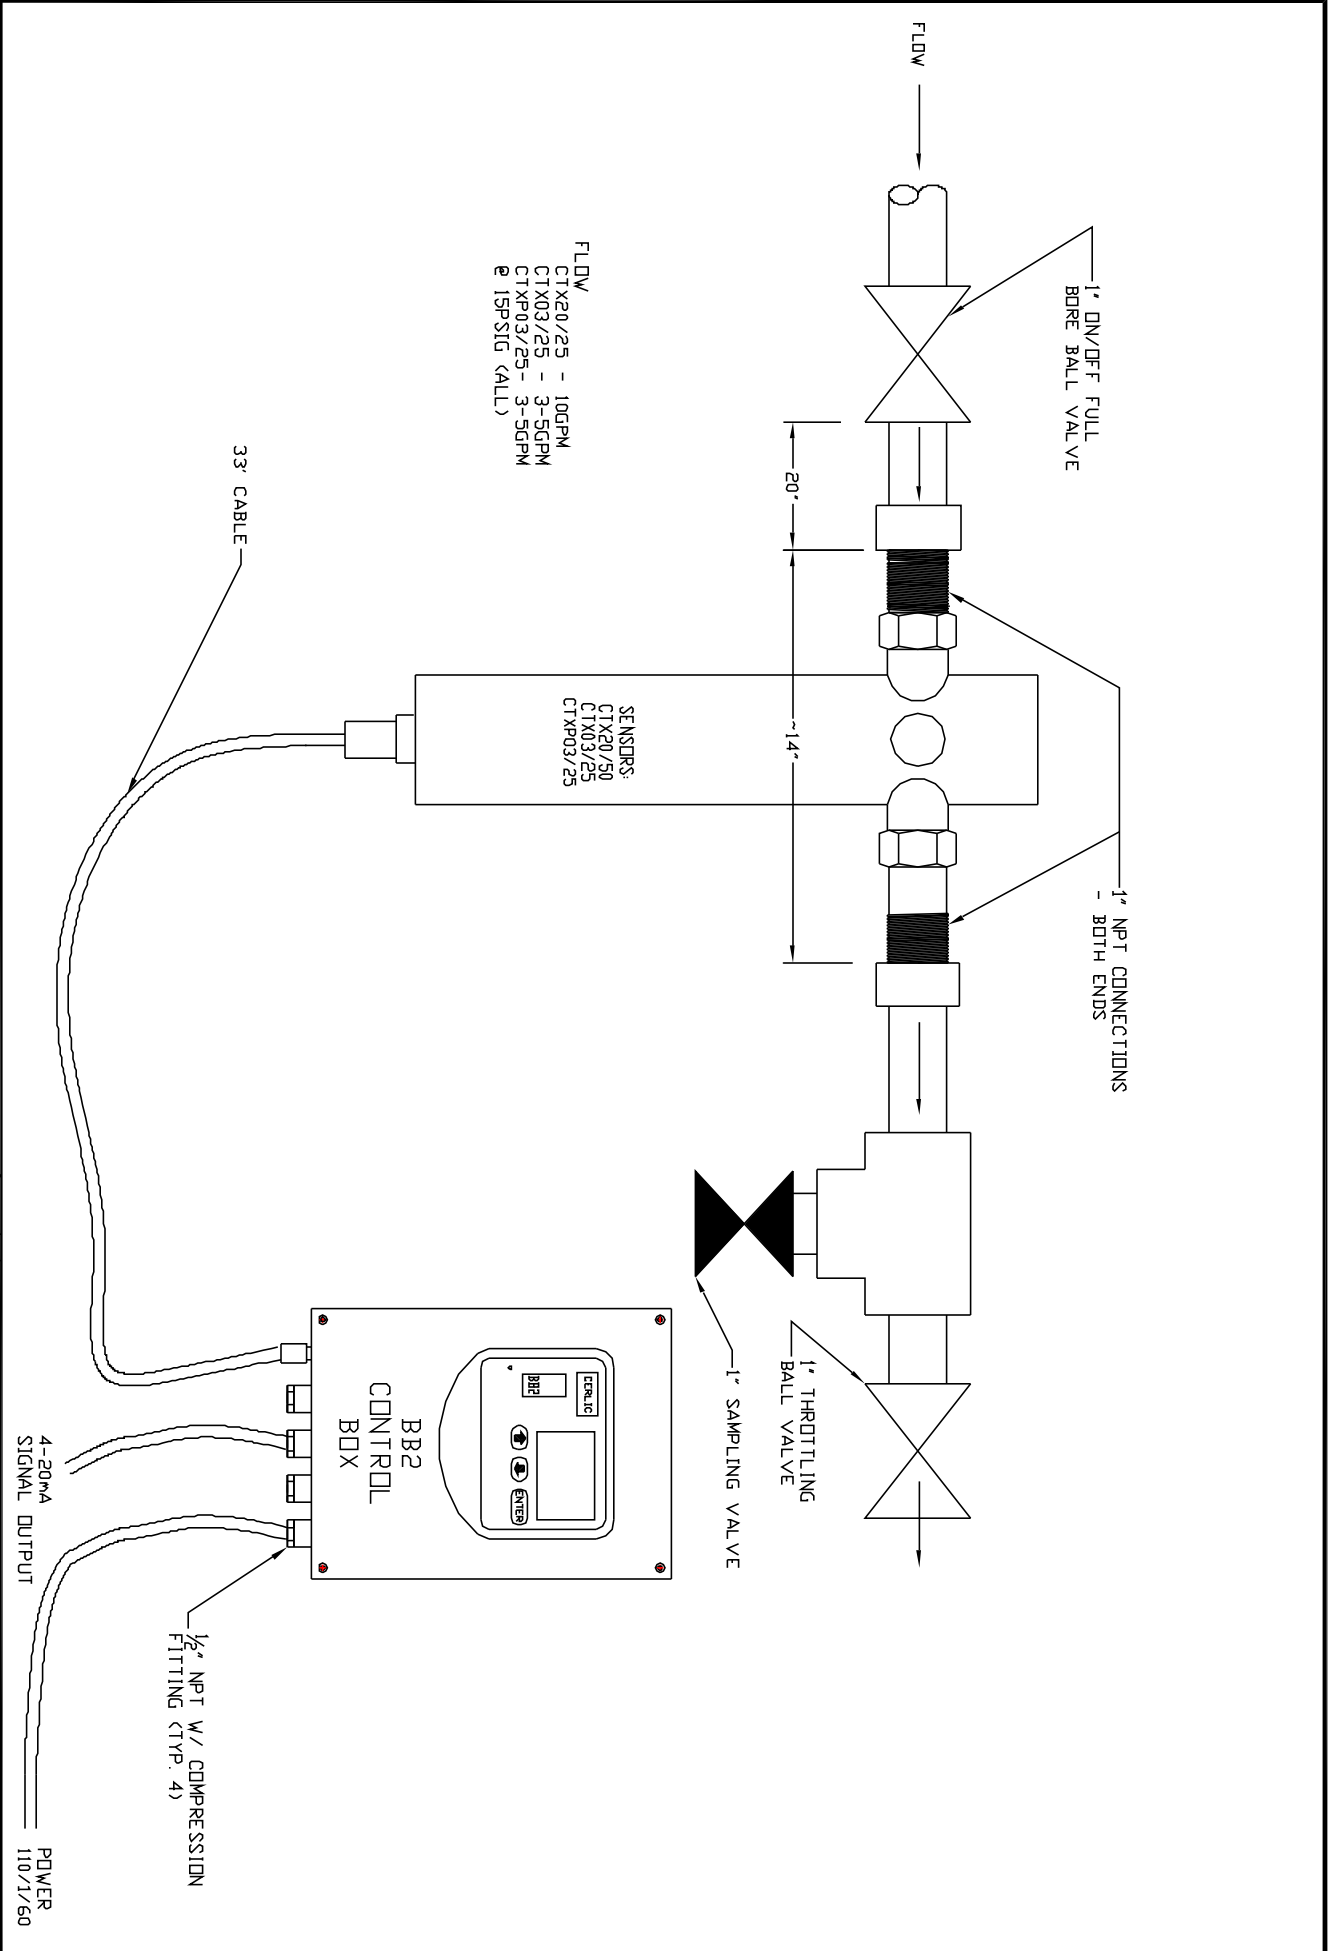 FLOW
1" ON/OFF FULL
BORE BALL VALVE
20"
~14"
1" NPT CONNECTIONS
- BOTH ENDS
FLOW
CTX20/25 - 10GPM
CTX03/25 - 3-5GPM
CTXP03/25- 3-5GPM
@ 15PSIG (ALL)
SENSORS:
CTX20/50
CTX03/25
CTXP03/25
33' CABLE
1" THROTTLING
BALL VALVE
1" SAMPLING VALVE
CERLIC
BB2
ENTER
BB2
CONTROL
BOX
1/2" NPT W/ COMPRESSION
FITTING (TYP. 4)
4-20mA
SIGNAL OUTPUT
POWER
110/1/60